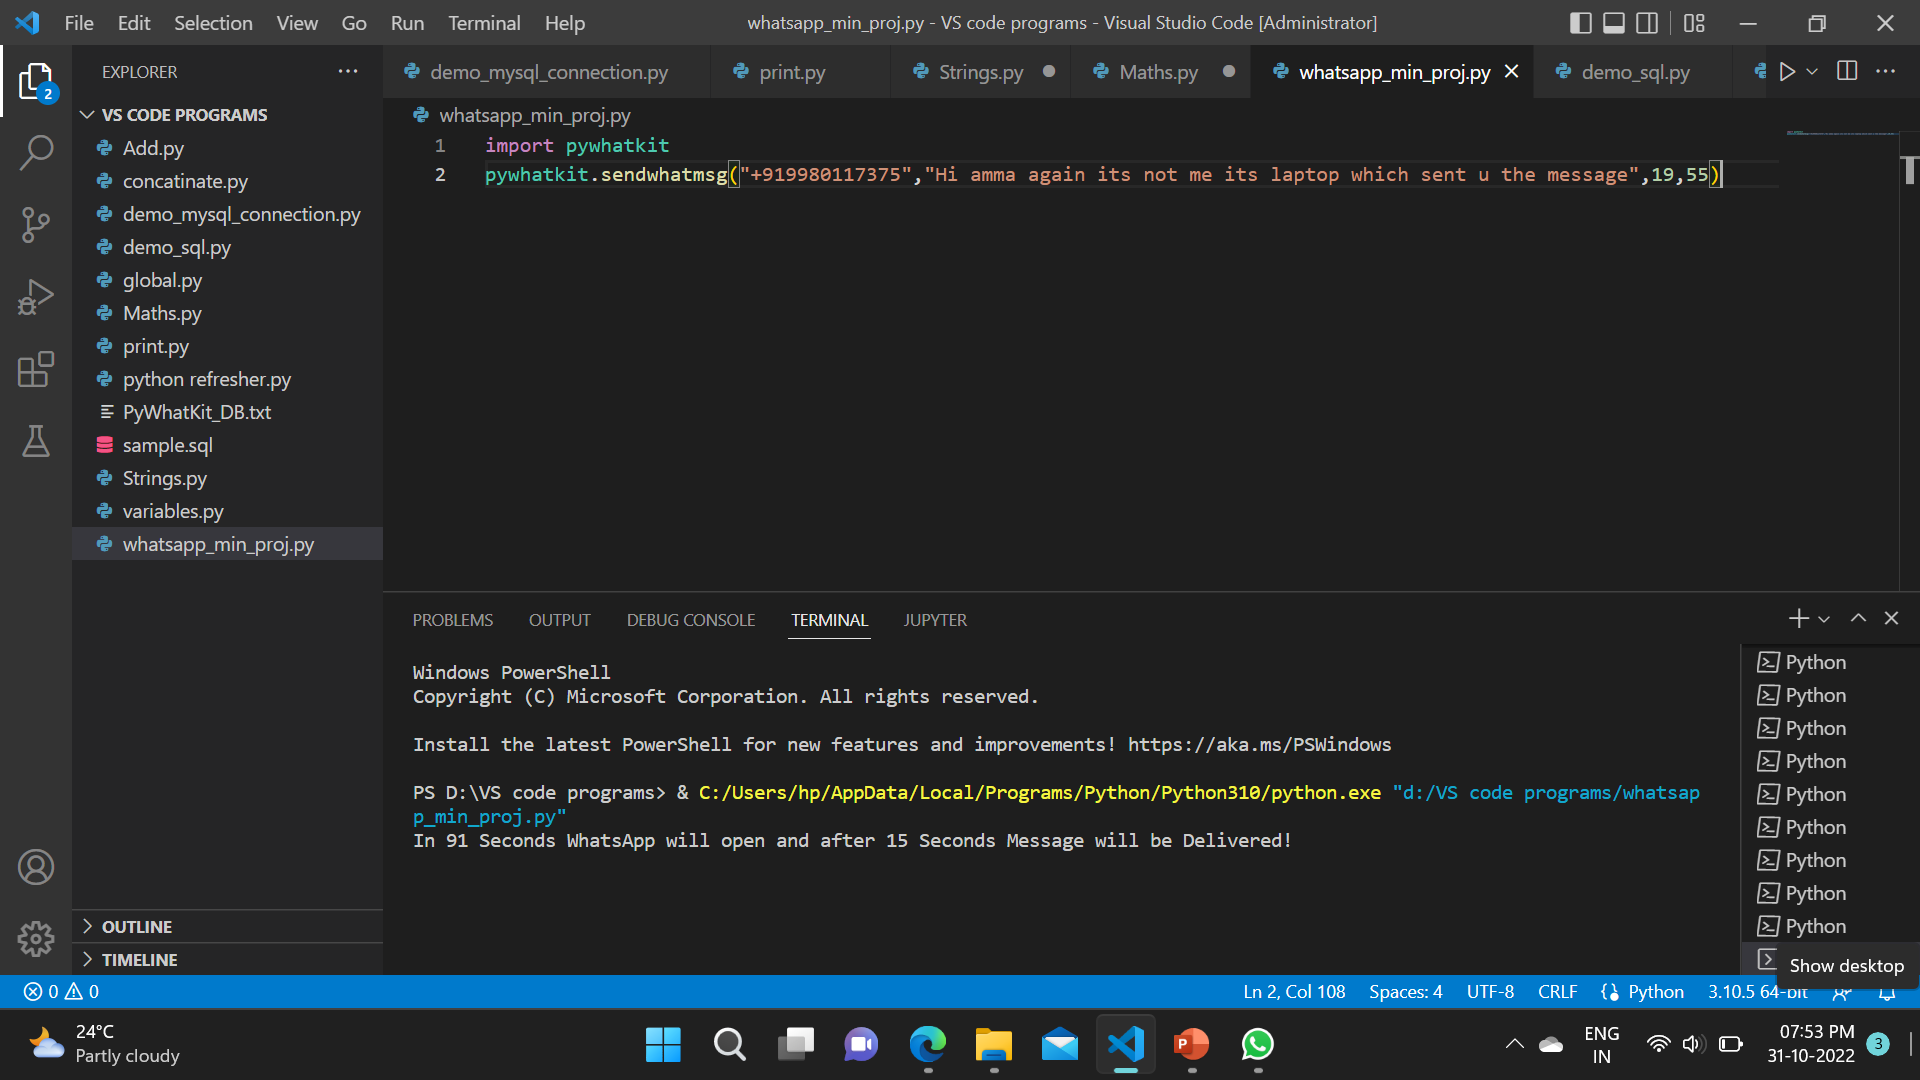 File Edit Selection View Go Run Terminal Help
whatsapp_min_proj.py - VS code programs - Visual Studio Code [Administrator]
EXPLORER
demo_mysql_connection.py
print.py
Strings.py
Maths.py
whatsapp_min_proj.py
demo_sql.py
2
VS CODE PROGRAMS
Add.py
concatinate.py
demo_mysql_connection.py
demo_sql.py
global.py
Maths.py
print.py
python refresher.py
PyWhatKit_DB.txt
sample.sql
Strings.py
variables.py
whatsapp_min_proj.py
OUTLINE
TIMELINE
whatsapp_min_proj.py
1 import pywhatkit
2 pywhatkit.sendwhatmsg("+919980117375","Hi amma again its not me its laptop which sent u the message",19,55)
PROBLEMS OUTPUT DEBUG CONSOLE TERMINAL JUPYTER
Windows PowerShell
Copyright (C) Microsoft Corporation. All rights reserved.
Install the latest PowerShell for new features and improvements! https://aka.ms/PSWindows
PS D:\VS code programs> & C:/Users/hp/AppData/Local/Programs/Python/Python310/python.exe "d:/VS code programs/whatsap
p_min_proj.py"
In 91 Seconds WhatsApp will open and after 15 Seconds Message will be Delivered!
Python
Python
Python
Python
Python
Python
Python
Python
Python
Show desktop
0 0
Ln 2, Col 108 Spaces: 4 UTF-8 CRLF Python 3.10.5 64-bit
24°C
Partly cloudy
ENG
IN
07:53 PM
31-10-2022
3